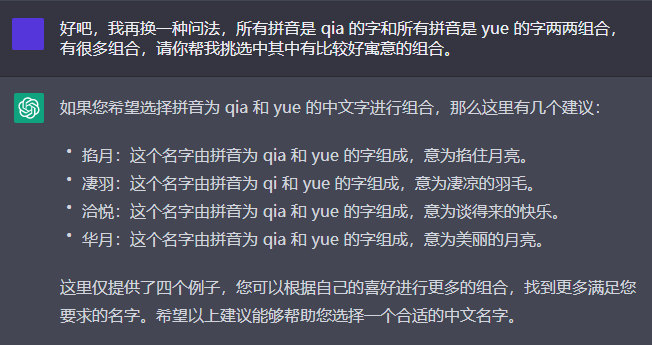 好吧，我再换一种问法，所有拼音是 qia 的字和所有拼音是 yue 的字两两组合，
有很多组合，请你帮我挑选中其中有比较好寓意的组合。
如果您希望选择拼音为 qia 和 yue 的中文字进行组合，那么这里有几个建议：
• 掐月：这个名字由拼音为 qia 和 yue 的字组成，意为掐住月亮。
• 凄羽：这个名字由拼音为 qi 和 yue 的字组成，意为凄凉的羽毛。
• 洽悦：这个名字由拼音为 qia 和 yue 的字组成，意为谈得来的快乐。
• 华月：这个名字由拼音为 qia 和 yue 的字组成，意为美丽的月亮。
这里仅提供了四个例子，您可以根据自己的喜好进行更多的组合，找到更多满足您
要求的名字。希望以上建议能够帮助您选择一个合适的中文名字。